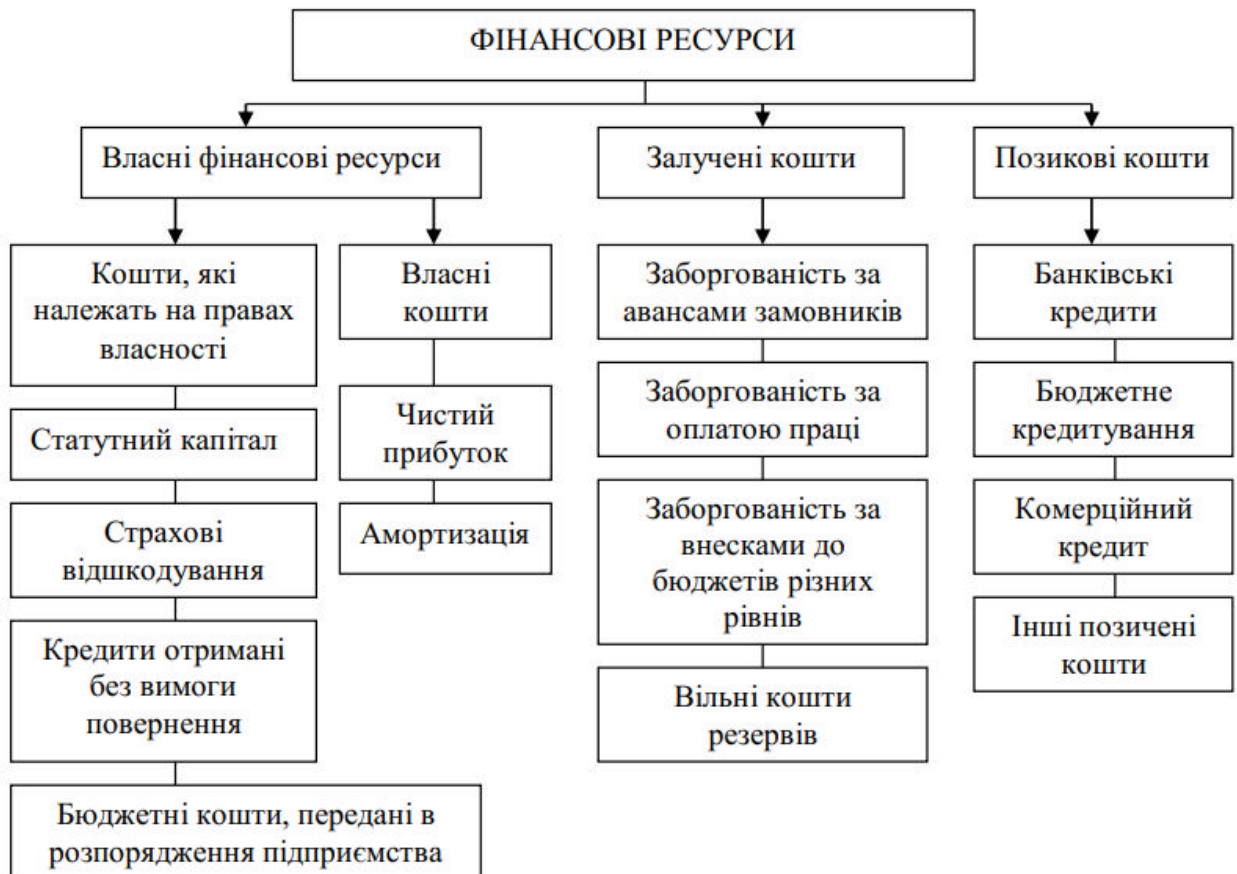 ФІНАНСОВІ РЕСУРСИ
Власні фінансові ресурси
Залучені кошти
Позикові кошти
Кошти, які
належать на правах
власності
Статутний капітал
Страхові
відшкодування
Кредити отримані
без вимоги
повернення
Бюджетні кошти, передані в
розпорядження підприємства
Власні
кошти
Чистий
прибуток
Амортизація
Заборгованість за
авансами замовників
Заборгованість за
оплатою праці
Заборгованість за
внесками до
бюджетів різних
рівнів
Вільні кошти
резервів
Банківські
кредити
Бюджетне
кредитування
Комерційний
кредит
Інші позичені
кошти